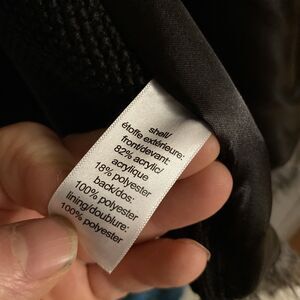 shell/
étoffe extérieure:
front/devant:
82% acrylic/
acrylique
18% polyester
back/dos:
100% polyester
lining/doublure:
100% polyester